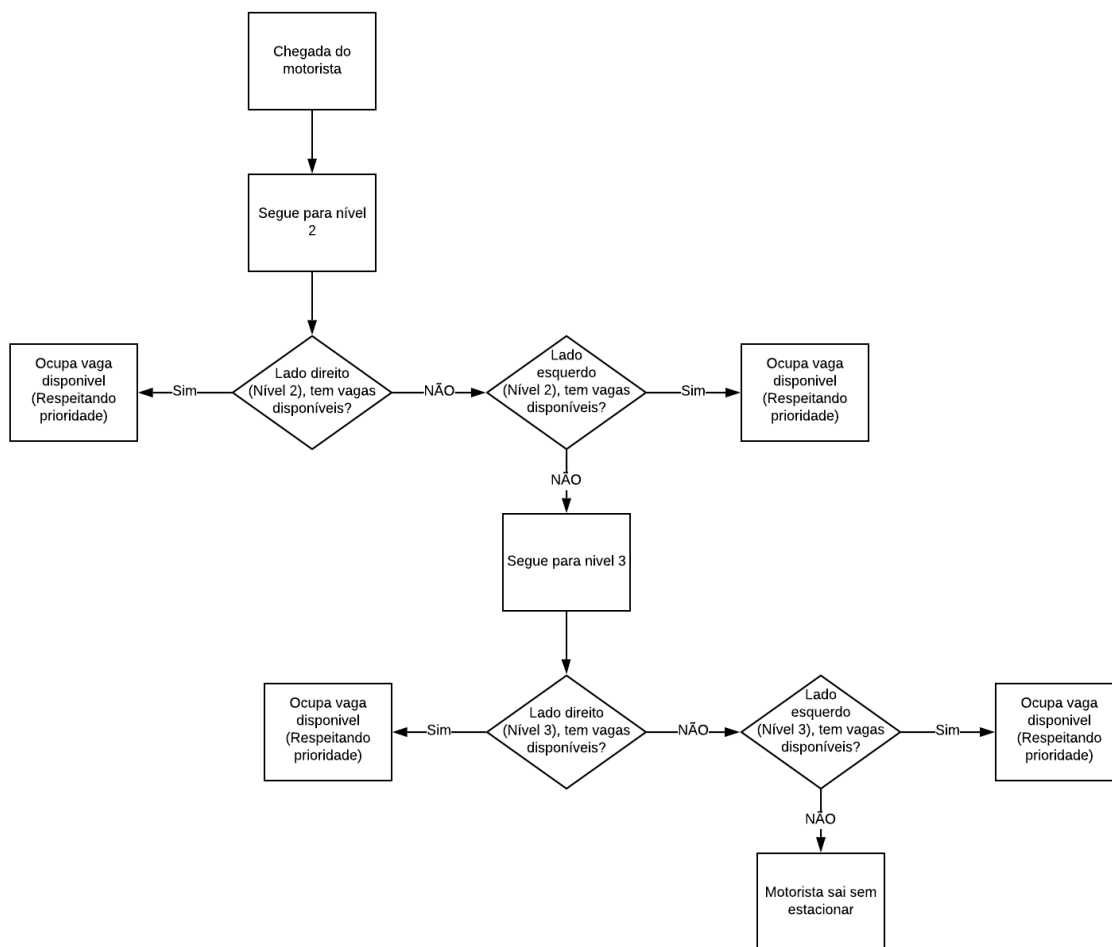 Chegada do
motorista
Segue para nível
2
Ocupa vaga
disponivel
(Respeitando
prioridade)
Sim
Lado direito
(Nível 2), tem vagas
disponíveis?
NÃO
Lado
esquerdo
(Nível 2), tem vagas
disponíveis?
Sim
Ocupa vaga
disponivel
(Respeitando
prioridade)
NÃO
Segue para nivel 3
Ocupa vaga
disponivel
(Respeitando
prioridade)
Sim
Lado direito
(Nível 3), tem vagas
disponíveis?
NÃO
Lado
esquerdo
(Nível 3), tem vagas
disponíveis?
Sim
Ocupa vaga
disponivel
(Respeitando
prioridade)
NÃO
Motorista sai sem
estacionar